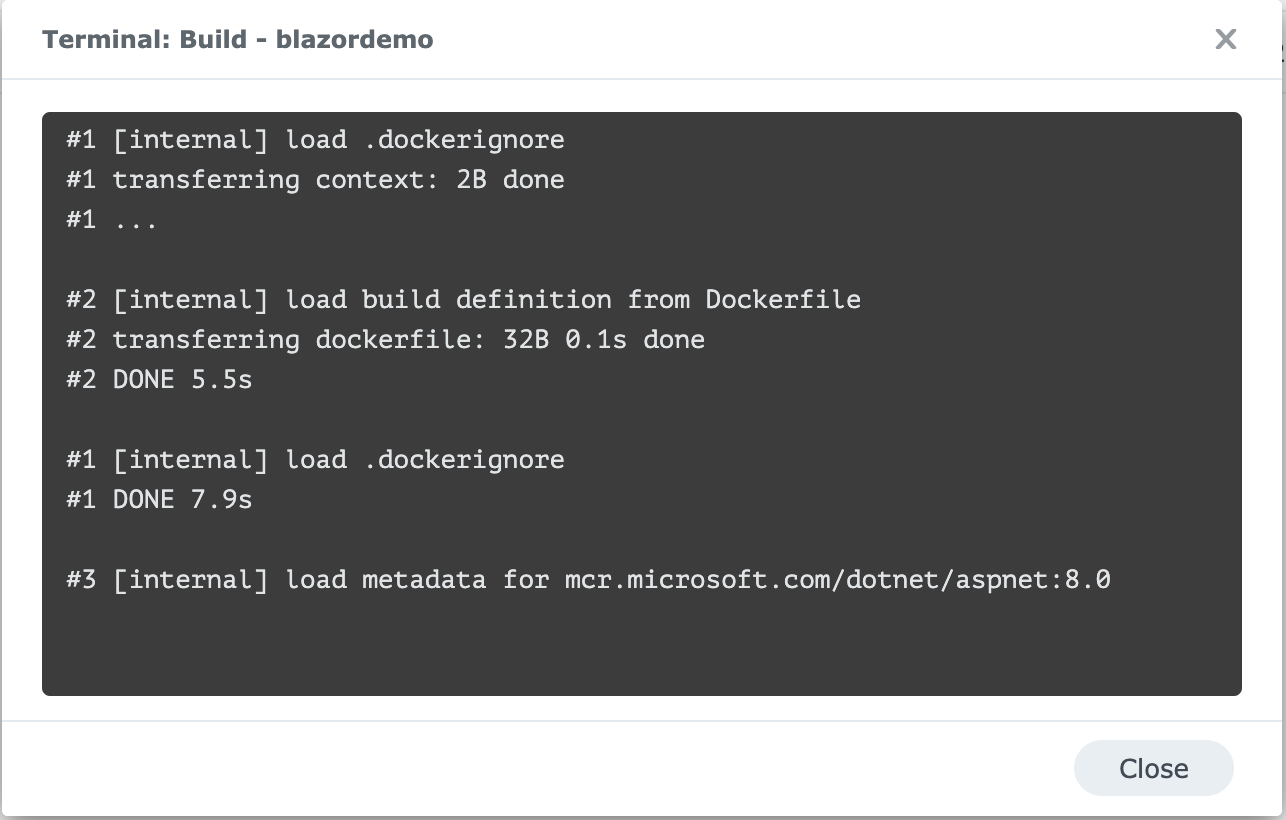 Terminal: Build - blazordemo
#1 [internal] load .dockerignore
#1 transferring context: 2B done
#1 ...
#2 [internal] load build definition from Dockerfile
#2 transferring dockerfile: 32B 0.1s done
#2 DONE 5.5s
#1 [internal] load .dockerignore
#1 DONE 7.9s
#3 [internal] load metadata for mcr.microsoft.com/dotnet/aspnet:8.0
Close